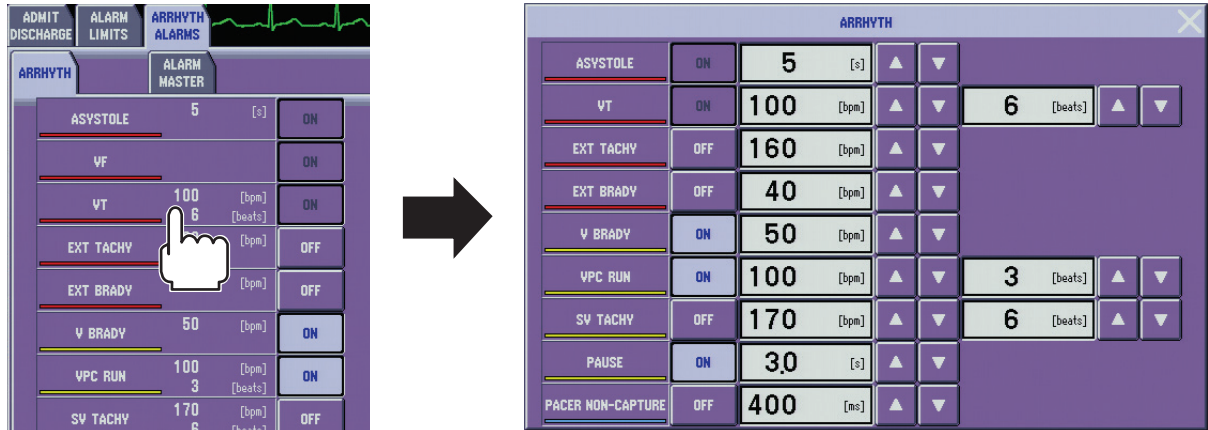 ADMIT DISCHARGE
ALARM LIMITS
ARRHYTH ALARMS
ARRHYTH
ALARM MASTER
ASYSTOLE 5 [s] ON
VF ON
VT 100 [bpm] ON
6 [beats]
EXT TACHY [bpm] OFF
EXT BRADY [bpm] OFF
V BRADY 50 [bpm] ON
VPC RUN 100 [bpm] ON
3 [beats]
SV TACHY 170 [bpm] OFF
ARRHYTH
ASYSTOLE ON 5 [s]
VT ON 100 [bpm] 6 [beats]
EXT TACHY OFF 160 [bpm]
EXT BRADY OFF 40 [bpm]
V BRADY ON 50 [bpm]
VPC RUN ON 100 [bpm] 3 [beats]
SV TACHY OFF 170 [bpm] 6 [beats]
PAUSE ON 3.0 [s]
PACER NON-CAPTURE OFF 400 [ms]